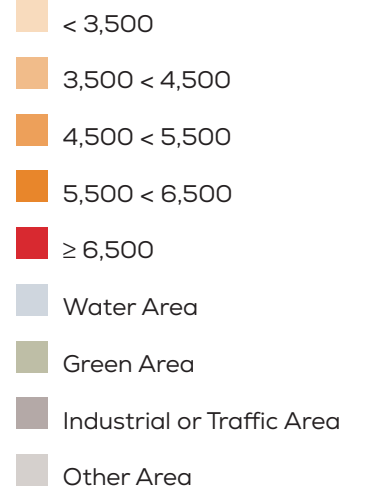 < 3,500
3,500 < 4,500
4,500 < 5,500
5,500 < 6,500
≥ 6,500
Water Area
Green Area
Industrial or Traffic Area
Other Area